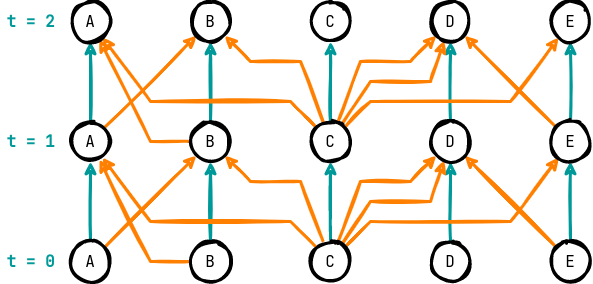 t = 2 A B C D E
t = 1 A B C D E
t = 0 A B C D E